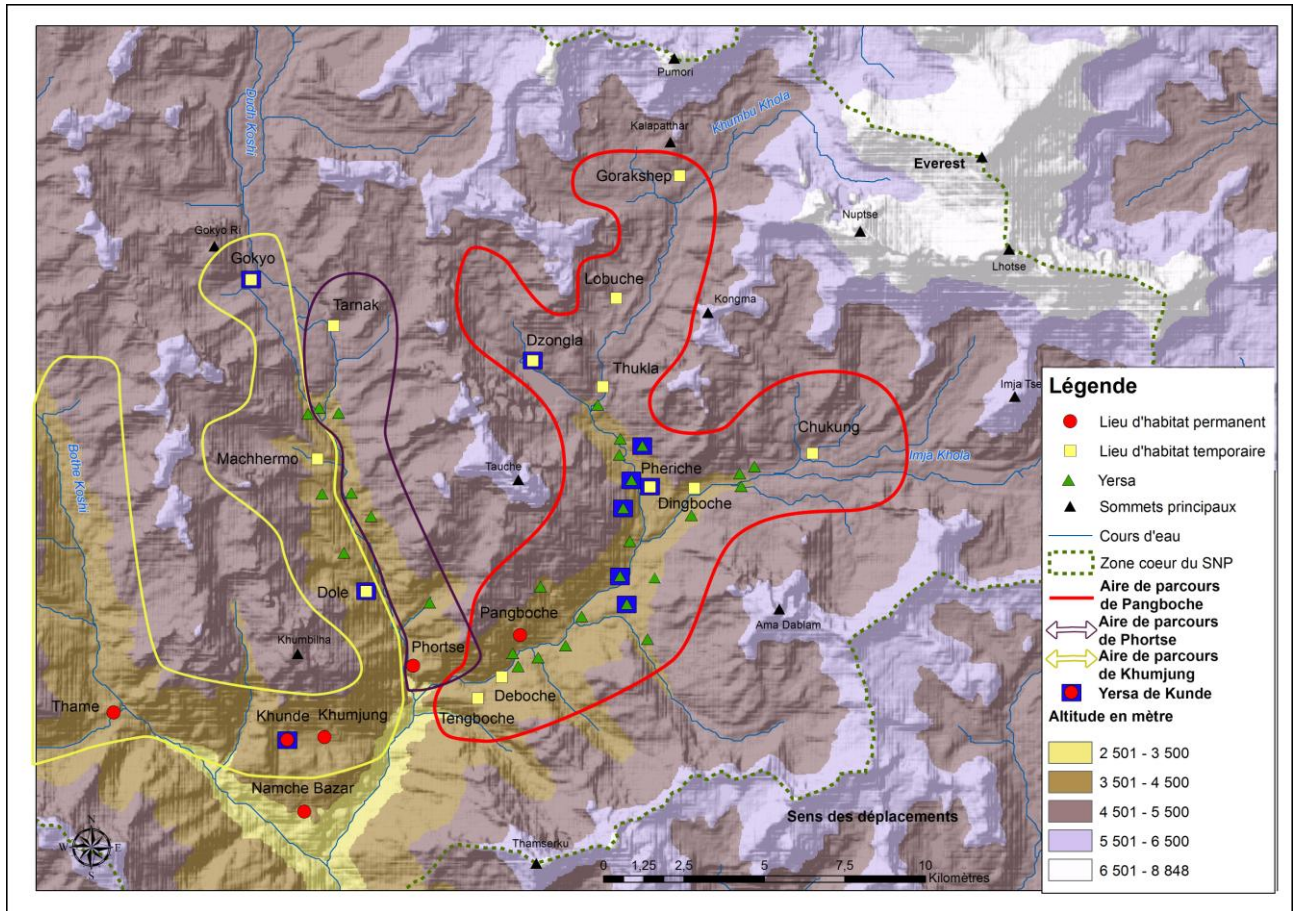 Pumori
Dudh Koshi
Kalapatthar
Khumbu Khola
Everest
Gorakshep
Nuptse
Gokyo Ri
Gokyo
Lhotse
Lobuche
Kongma
Tarnak
Dzongla
Thukla
Imja Tse
Chukung
Bothe Koshi
Machhermo
Tauche
Pheriche
Imja Khola
Dingboche
Dole
Pangboche
Ama Dablam
Khumbilha
Phortse
Deboche
Thame
Tengboche
Khunde
Khumjung
Namche Bazar
Sens des déplacements
Thamserku
N
W
E
S
0 1,25 2,5 5 7,5 10
Kilomètres
Légende
Lieu d'habitat permanent
Lieu d'habitat temporaire
Yersa
Sommets principaux
Cours d'eau
Zone coeur du SNP
Aire de parcours
de Pangboche
Aire de parcours
de Phortse
Aire de parcours
de Khumjung
Yersa de Kunde
Altitude en mètre
2 501 - 3 500
3 501 - 4 500
4 501 - 5 500
5 501 - 6 500
6 501 - 8 848